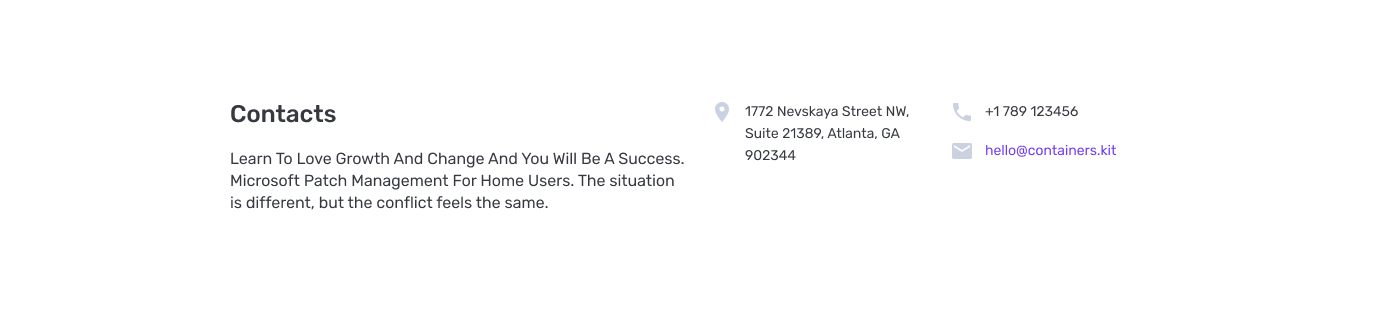 Contacts
Learn To Love Growth And Change And You Will Be A Success.
Microsoft Patch Management For Home Users. The situation
is different, but the conflict feels the same.
1772 Nevskaya Street NW,
Suite 21389, Atlanta, GA
902344
+1 789 123456
hello@containers.kit